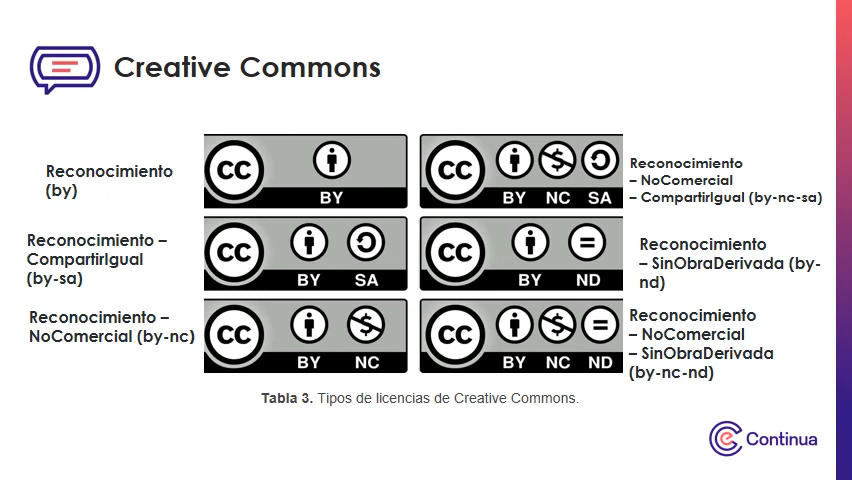 Creative Commons
Reconocimiento
(by)
CC
BY
CC
BY NC SA
Reconocimiento
– NoComercial
– CompartirIgual (by-nc-sa)
Reconocimiento –
CompartirIgual
(by-sa)
CC
BY SA
CC
BY ND
Reconocimiento
– SinObraDerivada (by-
nd)
Reconocimiento –
NoComercial (by-nc)
CC
BY NC
CC
BY NC ND
Reconocimiento
– NoComercial
– SinObraDerivada
(by-nc-nd)
Tabla 3. Tipos de licencias de Creative Commons.
e Continua